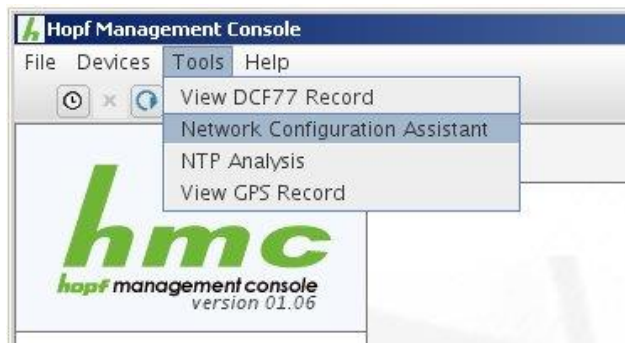 Hopf Management Console
File Devices Tools Help
View DCF77 Record
Network Configuration Assistant
NTP Analysis
View GPS Record
hmc
hopf management console
version 01.06